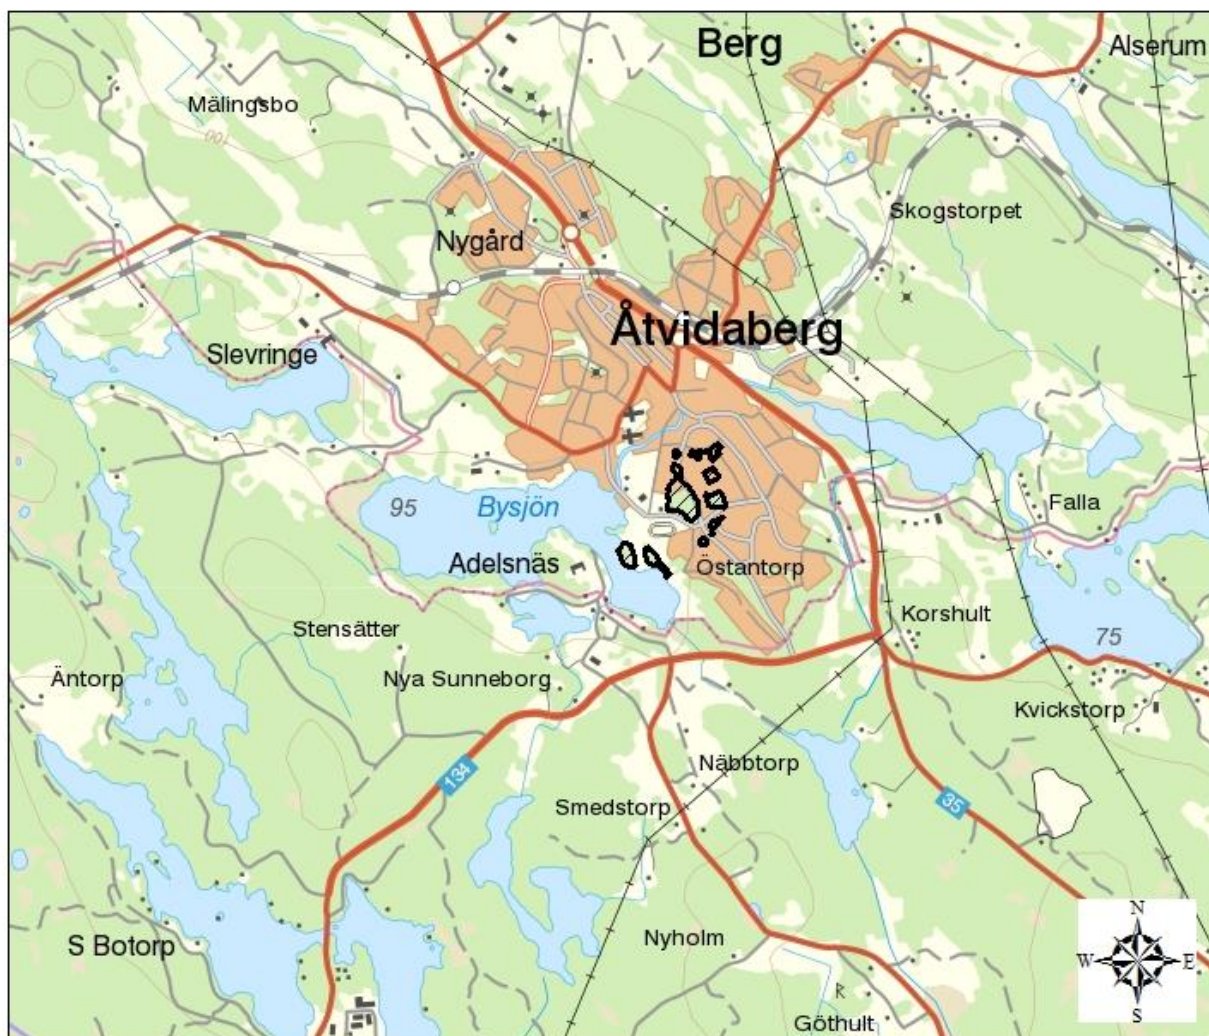 Berg
Alserum
Mälingsbo
100
Skogstorpet
Nygård
Åtvidaberg
Slevringe
95
Bysjön
Falla
Adelsnäs
Östantorp
Korshult
Stensätter
75
Äntorp
Nya Sunneborg
Kvickstorp
Näbbtorp
134
35
Smedstorp
N
S Botorp
Nyholm
W
E
R
S
Göthult